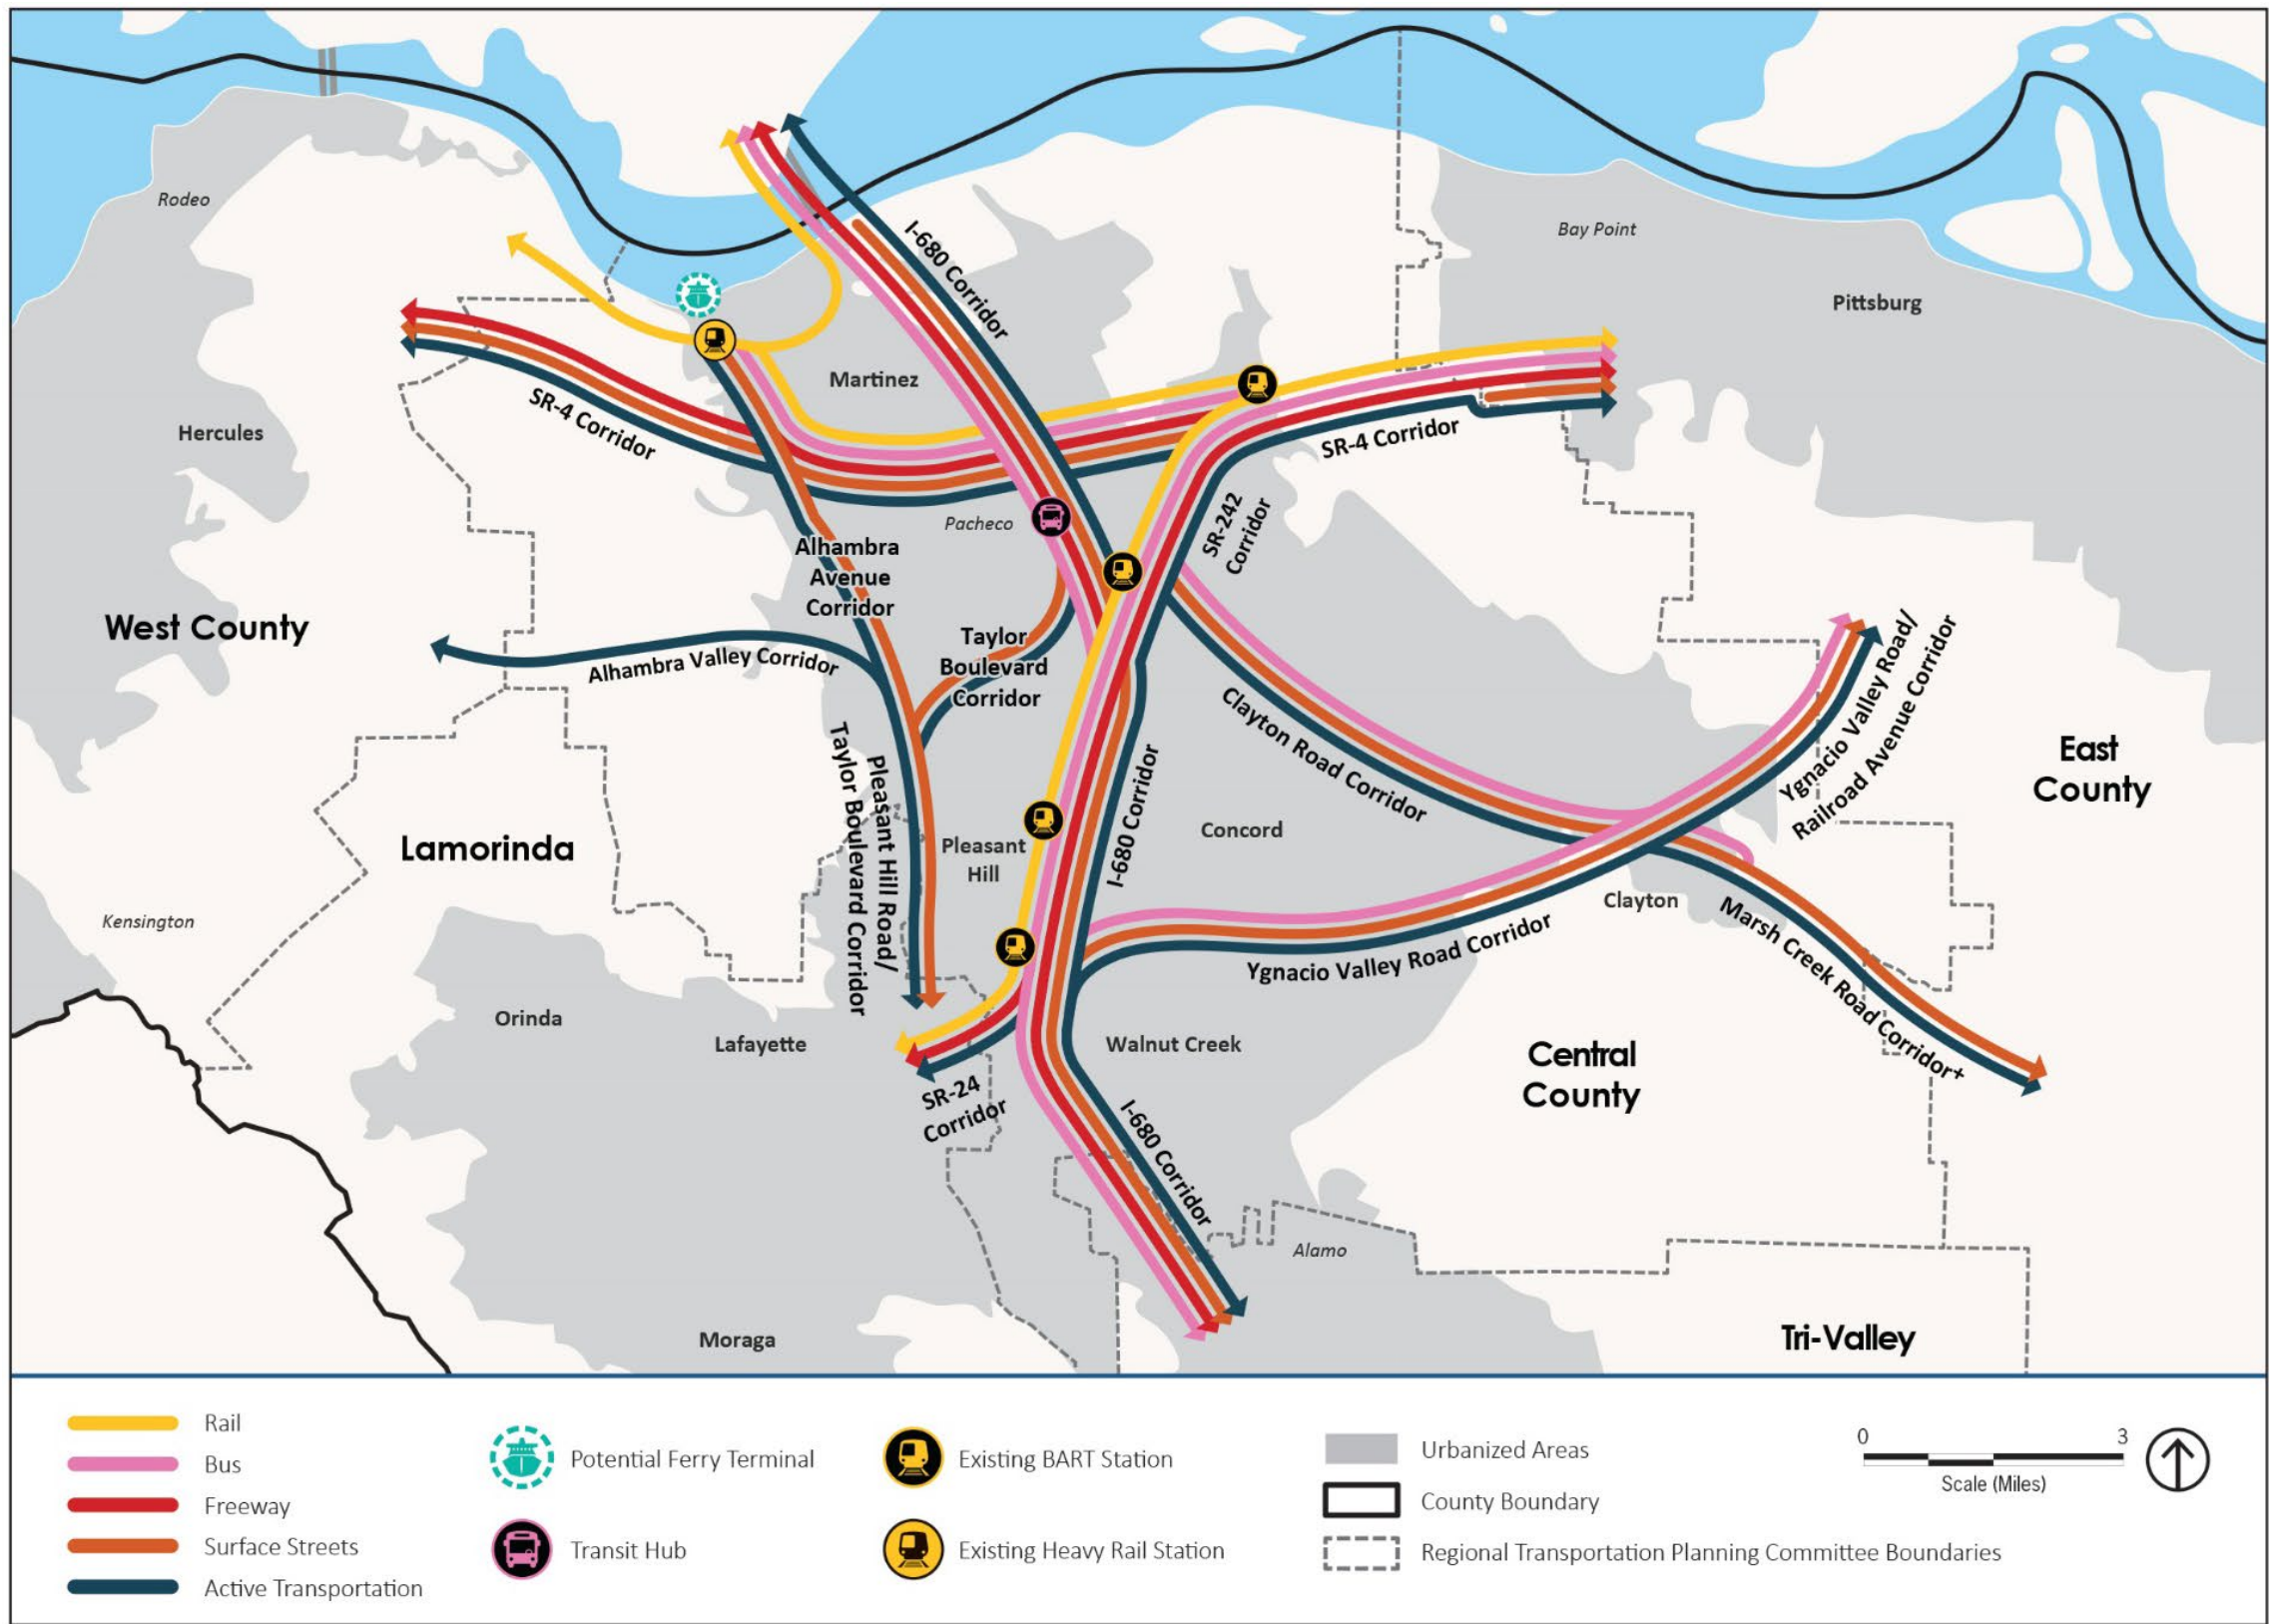 Rodeo
Bay Point
I-680 Corridor
Pittsburg
Martinez
Hercules
SR-4 Corridor
SR-4 Corridor
Pacheco
SR-242
Corridor
Alhambra
Avenue
Corridor
West County
Taylor
Boulevard
Corridor
Alhambra Valley Corridor
Ygnacio Valley Road/
Railroad Avenue Corridor
Clayton Road Corridor
East
County
Pleasant Hill Road/
Taylor Boulevard Corridor
I-680 Corridor
Concord
Lamorinda
Pleasant
Hill
Clayton
Kensington
Marsh Creek Road Corridor+
Ygnacio Valley Road Corridor
Orinda
Lafayette
Walnut Creek
Central
County
SR-24
Corridor
I-680 Corridor
Alamo
Moraga
Tri-Valley
Rail
Bus
Freeway
Surface Streets
Active Transportation
Potential Ferry Terminal
Transit Hub
Existing BART Station
Existing Heavy Rail Station
Urbanized Areas
County Boundary
Regional Transportation Planning Committee Boundaries
0 3
Scale (Miles)